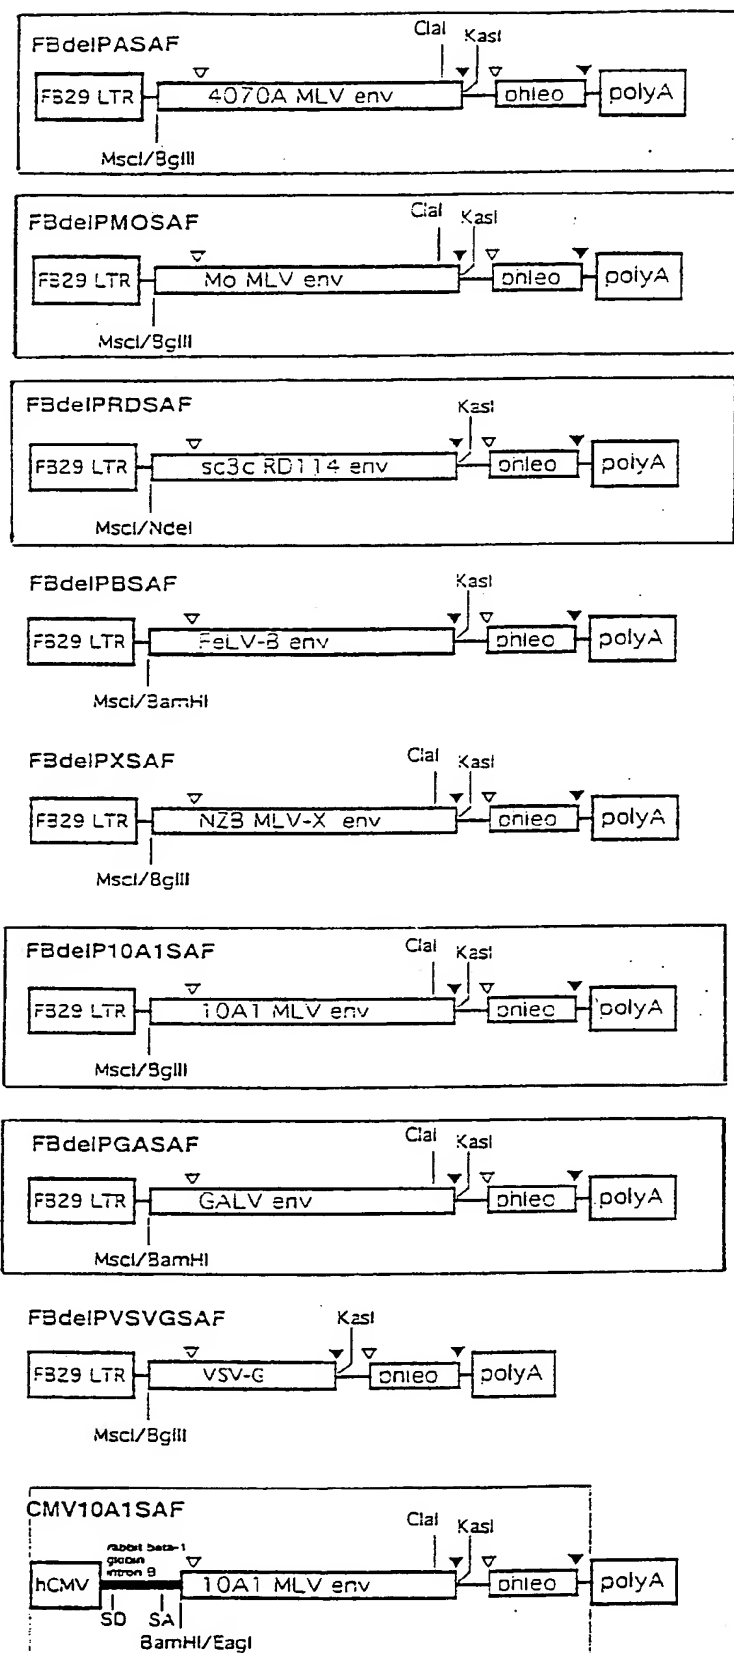 FBdelPASAF
ClaI
KasI
FB29 LTR
4070A MLV env
phleo
polyA
MscI/BglII
FBdelPMOSAF
ClaI
KasI
FB29 LTR
Mo MLV env
phleo
polyA
MscI/BglII
FBdelPRDSAF
KasI
FB29 LTR
sc3c RD114 env
phleo
polyA
MscI/NdeI
FBdelPBSAF
KasI
FB29 LTR
FeLV-B env
phleo
polyA
MscI/BamHI
FBdelPXSAF
ClaI
KasI
FB29 LTR
NZB MLV-X env
phleo
polyA
MscI/BglII
FBdelP10A1SAF
ClaI
KasI
FB29 LTR
10A1 MLV env
phleo
polyA
MscI/BglII
FBdelPGASAF
ClaI
KasI
FB29 LTR
GALV env
phleo
polyA
MscI/BamHI
FBdelPVSVGSAF
KasI
FB29 LTR
VSV-G
phleo
polyA
MscI/BglII
CMV10A1SAF
ClaI
KasI
rabbit beta-1
globin
intron B
hCMV
10A1 MLV env
phleo
polyA
SD
SA
BamHI/EagI